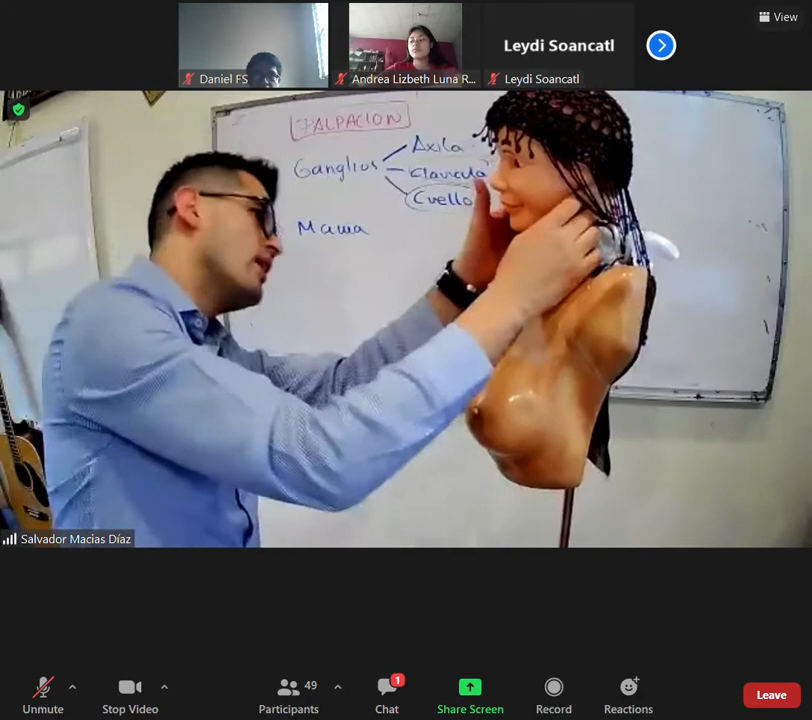 View
Leydi Soancatl
Daniel FS
Andrea Lizbeth Luna R...
Leydi Soancatl
PALPACION
Ganglios
Axila
Clavicula
Cuello
Mama
Salvador Macias Díaz
Unmute
Stop Video
49
Participants
1
Chat
Share Screen
Record
Reactions
Leave